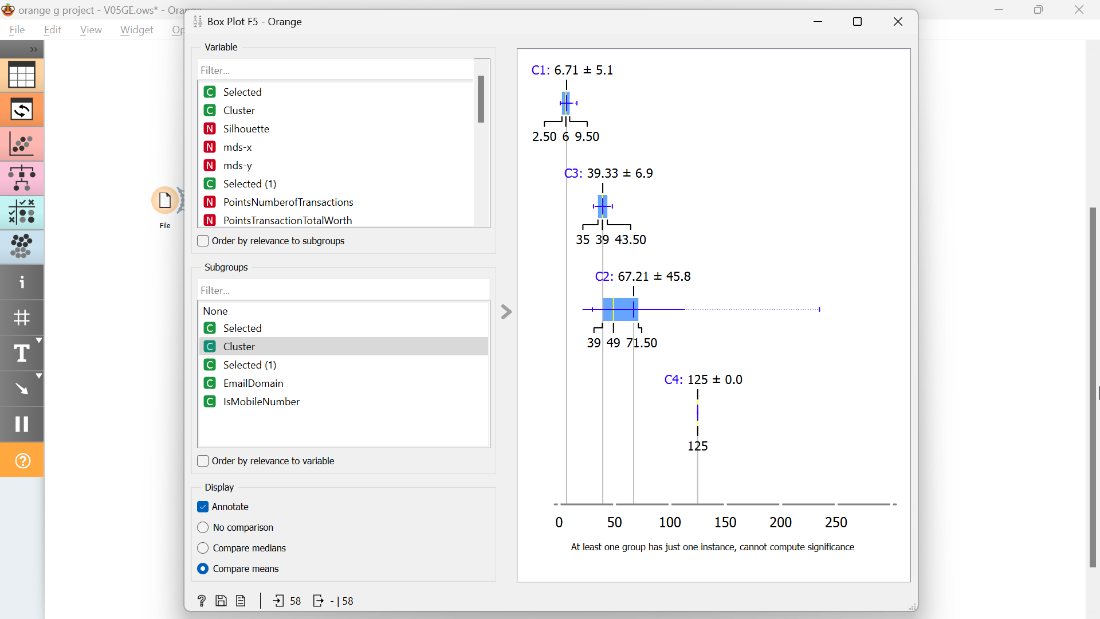 orange g project - V05GE.ows* - Oran
Box Plot F5 - Orange
File Edit View Widget Op
Variable
Filter...
Selected
Cluster
Silhouette
mds-x
mds-y
Selected (1)
PointsNumberofTransactions
PointsTransactionTotalWorth
Order by relevance to subgroups
Subgroups
Filter...
None
Selected
Cluster
Selected (1)
EmailDomain
IsMobileNumber
Order by relevance to variable
Display
Annotate
No comparison
Compare medians
Compare means
58 - | 58
File
C1: 6.71 ± 5.1
2.50 6 9.50
C3: 39.33 ± 6.9
35 39 43.50
C2: 67.21 ± 45.8
39 49 71.50
C4: 125 ± 0.0
125
0 50 100 150 200 250
At least one group has just one instance, cannot compute significance